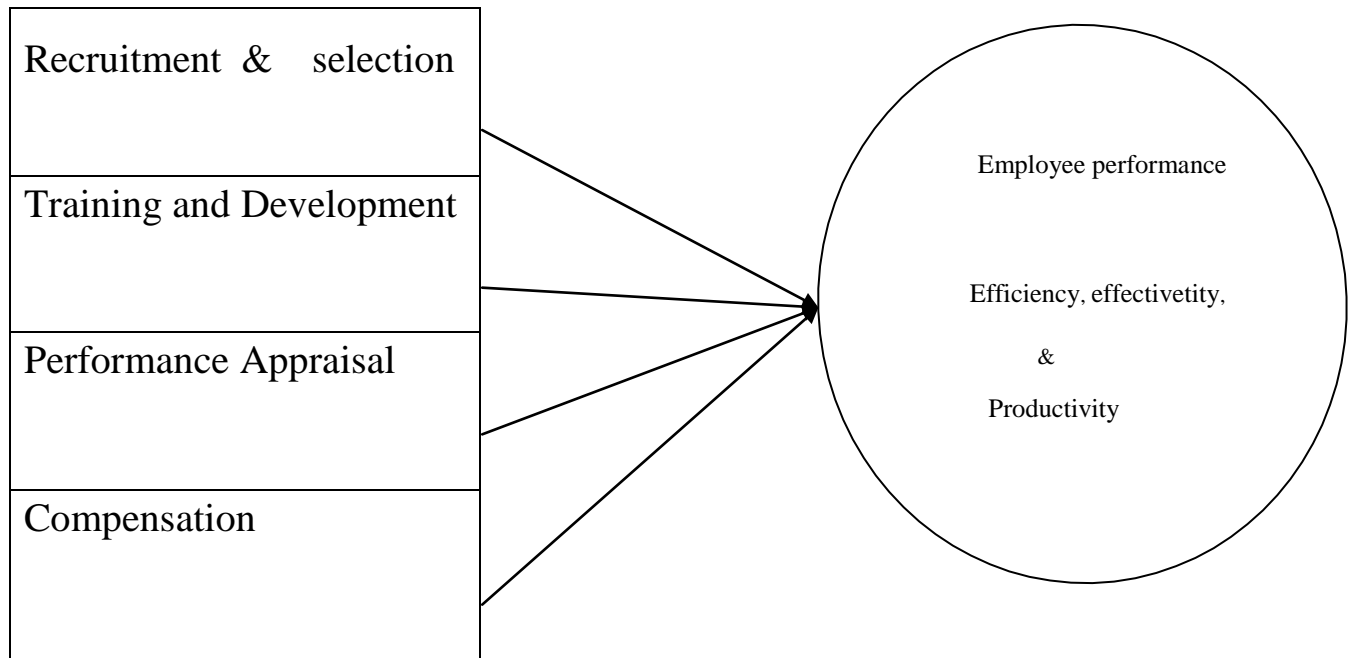 Recruitment & selection
Training and Development
Performance Appraisal
Compensation
Employee performance
Efficiency, effectivetity,
&
Productivity